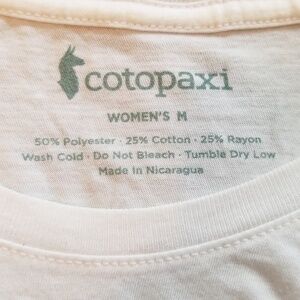 cotopaxi
WOMEN'S M
50% Polyester · 25% Cotton · 25% Rayon
Wash Cold · Do Not Bleach · Tumble Dry Low
Made In Nicaragua